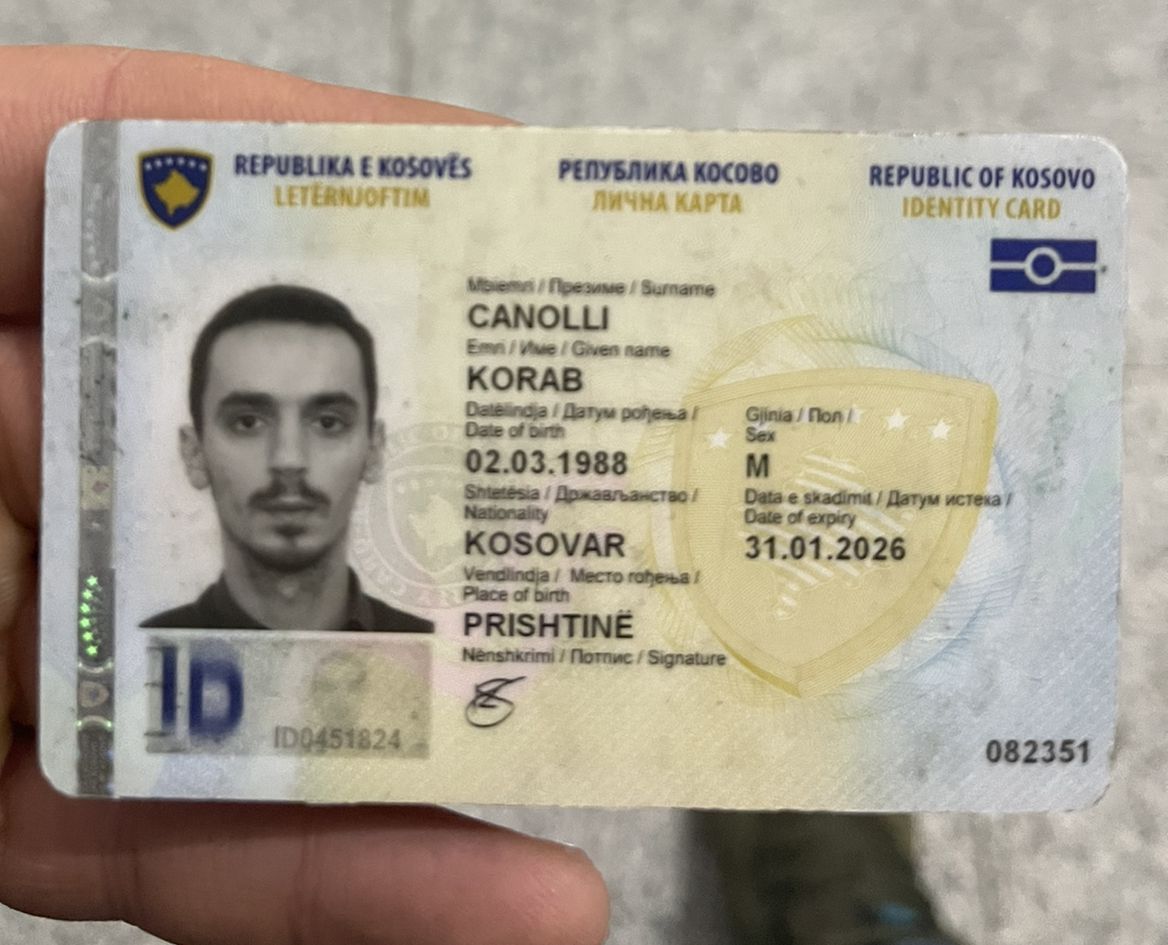 REPUBLIKA E KOSOVËS
LETËRNJOFTIM
РЕПУБЛИКА КОСОВО
ЛИЧНА КАРТА
REPUBLIC OF KOSOVO
IDENTITY CARD
Mbiemri / Презиме / Surname
CANOLLI
Emri / Име / Given name
KORAB
Datëlindja / Датум рођења /
Date of birth
02.03.1988
Gjinia / Пол /
Sex
M
Shtetësia / Држављанство /
Nationality
KOSOVAR
Data e skadimit / Датум истека /
Date of expiry
31.01.2026
Vendlindja / Место рођења /
Place of birth
PRISHTINË
Nënshkrimi / Потпис / Signature
ID
ID0451824
082351